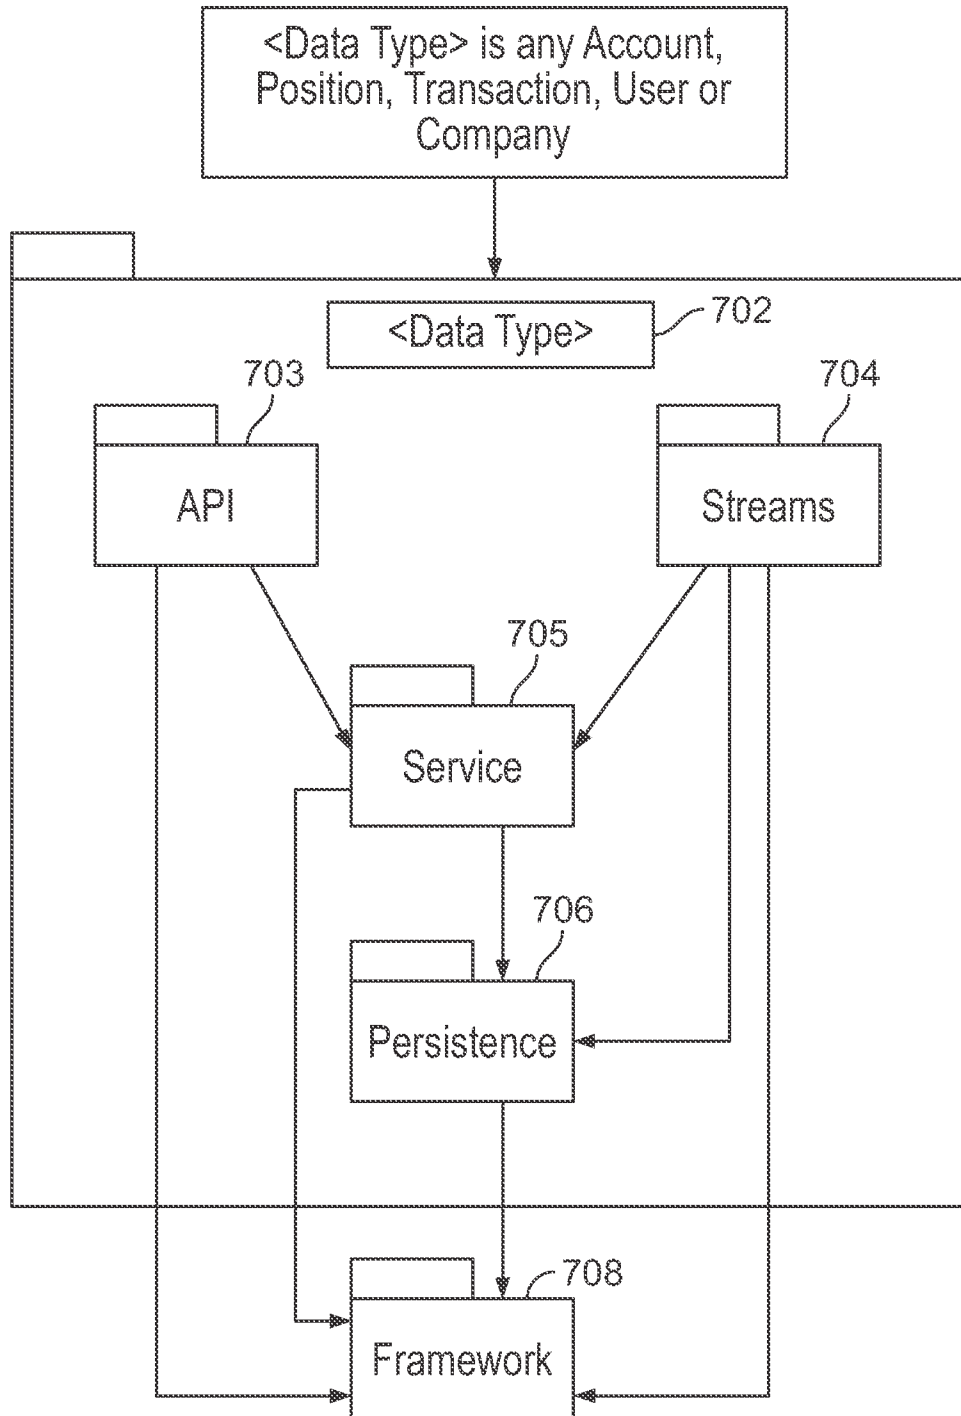 <Data Type> is any Account,
Position, Transaction, User or
Company
702
<Data Type>
703
704
API
Streams
705
Service
706
Persistence
708
Framework